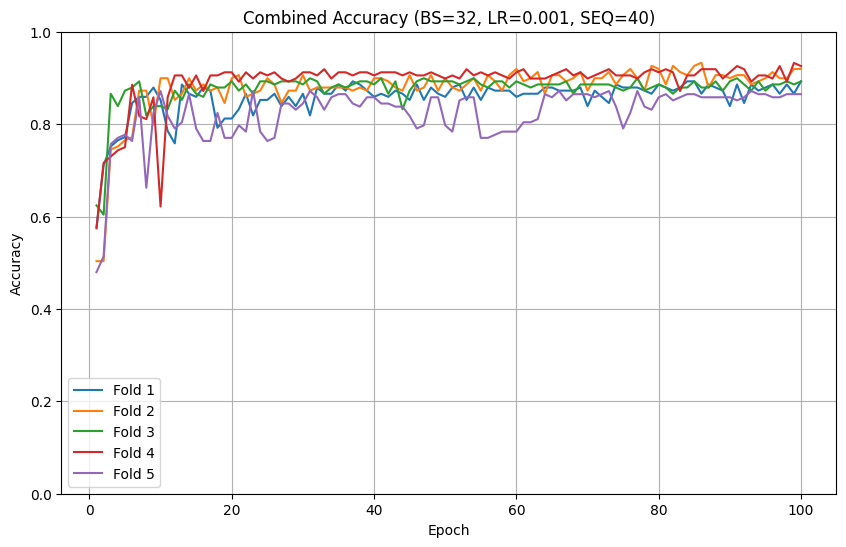 Combined Accuracy (BS=32, LR=0.001, SEQ=40)
1.0
0.8
0.6
0.4
0.2
0.0
Accuracy
Fold 1
Fold 2
Fold 3
Fold 4
Fold 5
0 20 40 60 80 100
Epoch